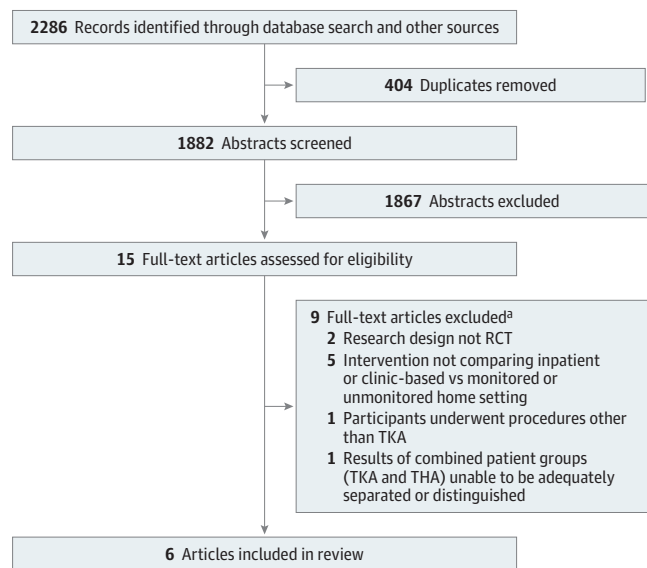 2286 Records identified through database search and other sources
404 Duplicates removed
1882 Abstracts screened
1867 Abstracts excluded
15 Full-text articles assessed for eligibility
9 Full-text articles excludedᵃ
2 Research design not RCT
5 Intervention not comparing inpatient
or clinic-based vs monitored or
unmonitored home setting
1 Participants underwent procedures other
than TKA
1 Results of combined patient groups
(TKA and THA) unable to be adequately
separated or distinguished
6 Articles included in review